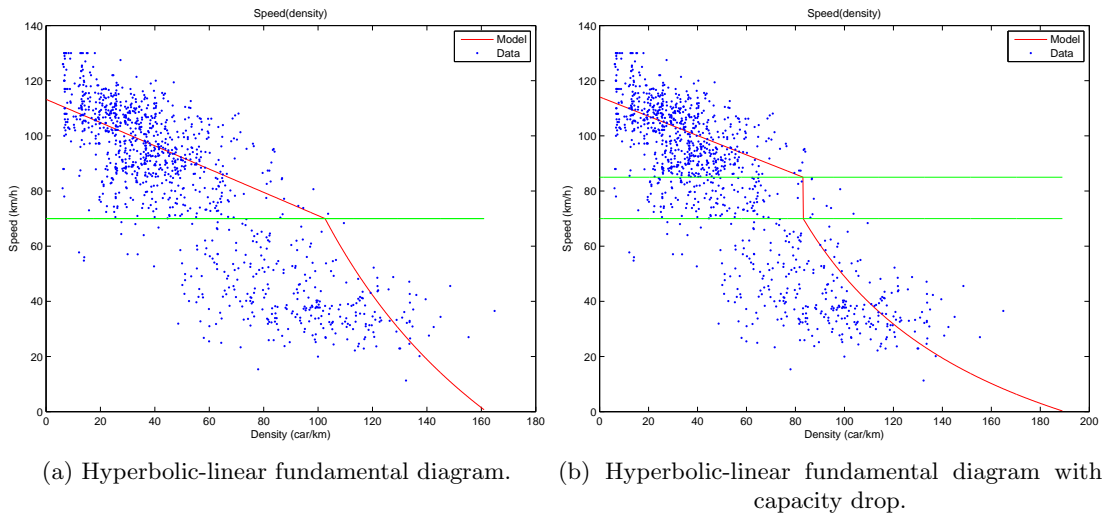 Speed(density)
140
120
100
80
60
40
20
0
Speed (km/h)
0 20 40 60 80 100 120 140 160 180
Density (car/km)
Model
Data
(a) Hyperbolic-linear fundamental diagram.
Speed(density)
140
120
100
80
60
40
20
0
Speed (km/h)
0 20 40 60 80 100 120 140 160 180 200
Density (car/km)
Model
Data
(b) Hyperbolic-linear fundamental diagram with
capacity drop.